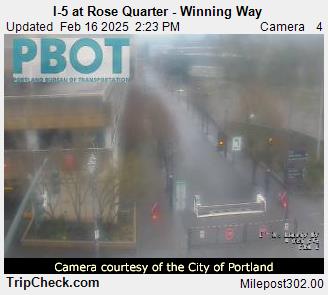 I-5 at Rose Quarter - Winning Way
Updated  Feb 16 2025  2:23 PM          Camera   4
PBOT
PORTLAND BUREAU OF TRANSPORTATION
Camera courtesy of the City of Portland
TripCheck.com          Milepost302.00